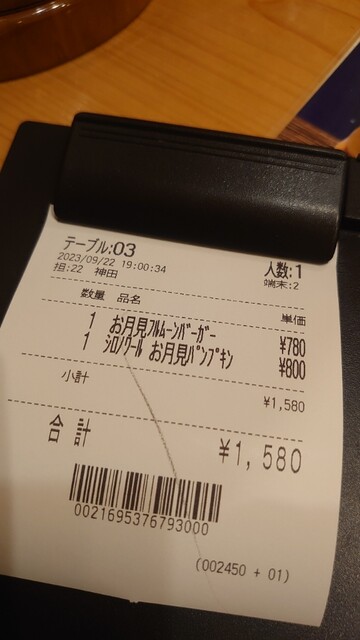 テーブル:03 人数:1
2023/09/22 19:00:34 端末:2
担:22 神田
数量 品名 単価
1 お月見フルムーンバーガー ¥780
1 シロノワール お月見パンプキン ¥800
小計 ¥1,580
合計 ¥1,580
0021695376793000
(002450 + 01)